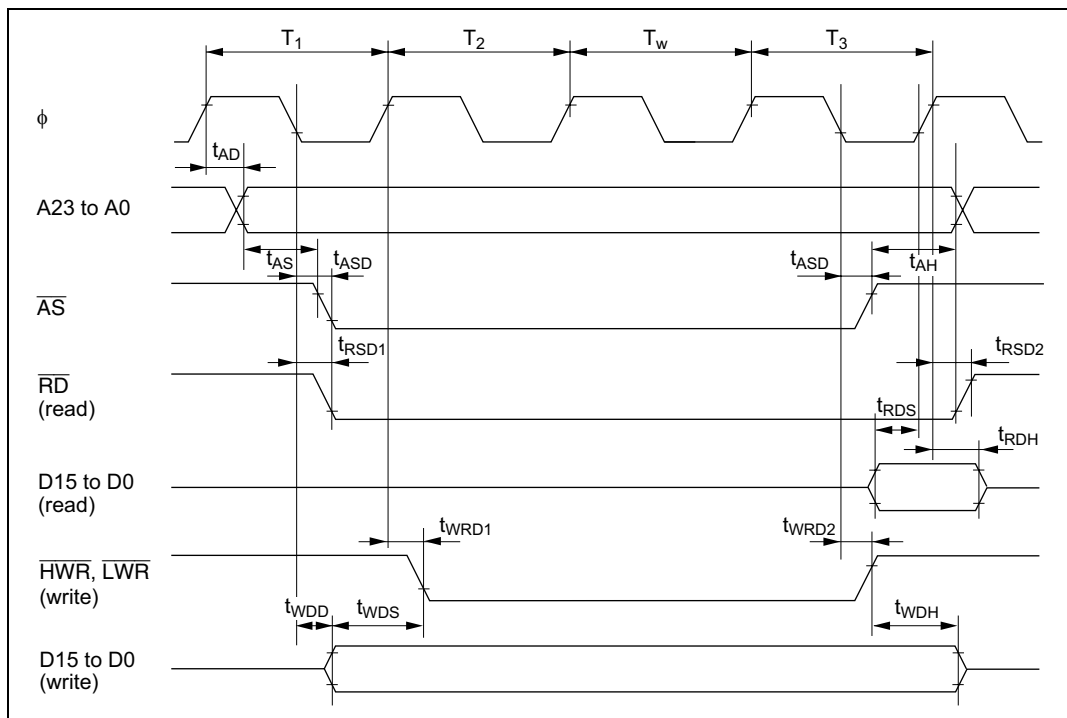 T1 T2 Tw T3
φ
tAD
A23 to A0
tAS tASD tASD tAH
AS
tRSD1 tRSD2
RD
(read)
tRDS
tRDH
D15 to D0
(read)
tWRD1 tWRD2
HWR, LWR
(write)
tWDD tWDS tWDH
D15 to D0
(write)